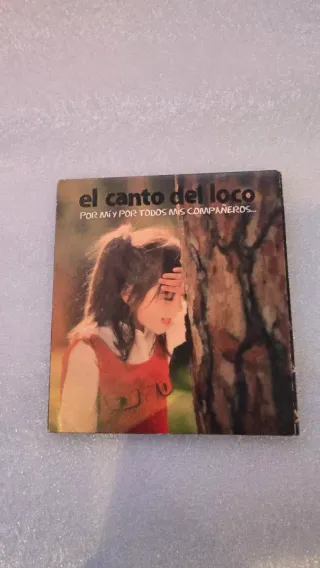 el canto del loco
POR MÍ Y POR TODOS MIS COMPAÑEROS...